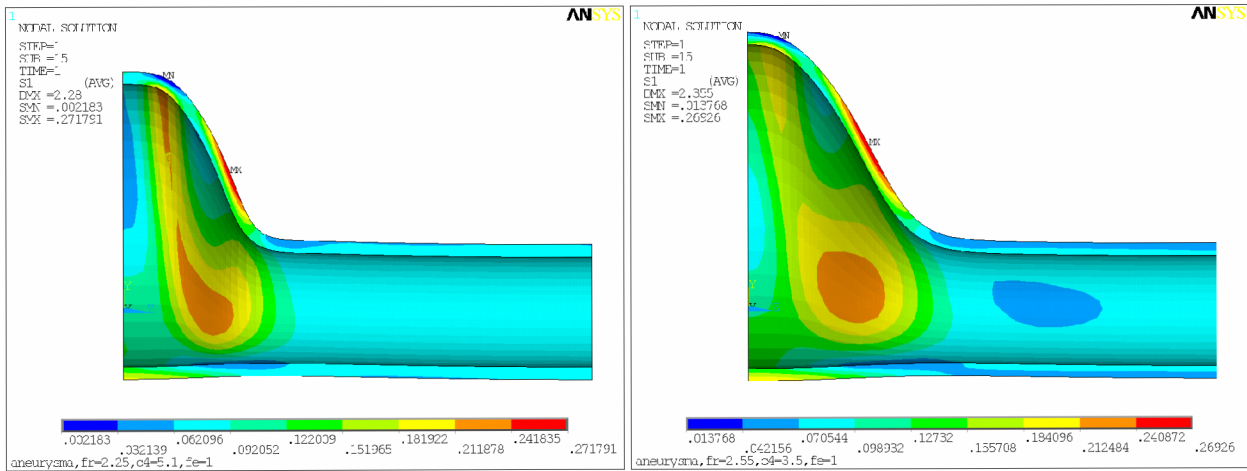 1
ANSYS
NODAL SOLUTION
STEP=1
SUB =15
TIME=1
S1 (AVG)
DMX =2.28
SMN =.002183
SMX =.271791
MN
MX
Y
.002183 .062096 .122009 .181922 .241835
.032139 .092052 .151965 .211878 .271791
aneurysma,fr=2.25,c4=5.1,fe=1
1
ANSYS
NODAL SOLUTION
STEP=1
SUB =15
TIME=1
S1 (AVG)
DMX =2.355
SMN =.013768
SMX =.26926
MN
MX
Y
.013768 .070544 .12732 .184096 .240872
.042156 .098932 .155708 .212484 .26926
aneurysma,fr=2.55,c4=3.5,fe=1